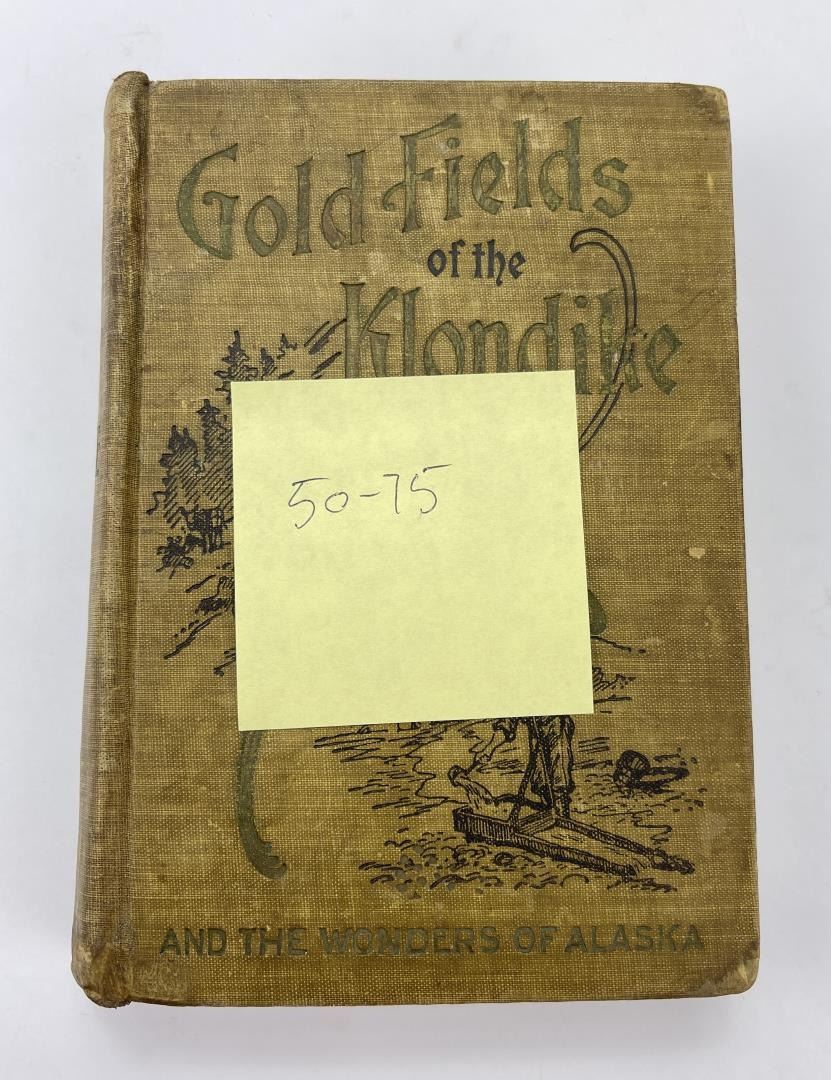 Gold Fields
of the
Klondike
50-75
AND THE WONDERS OF ALASKA